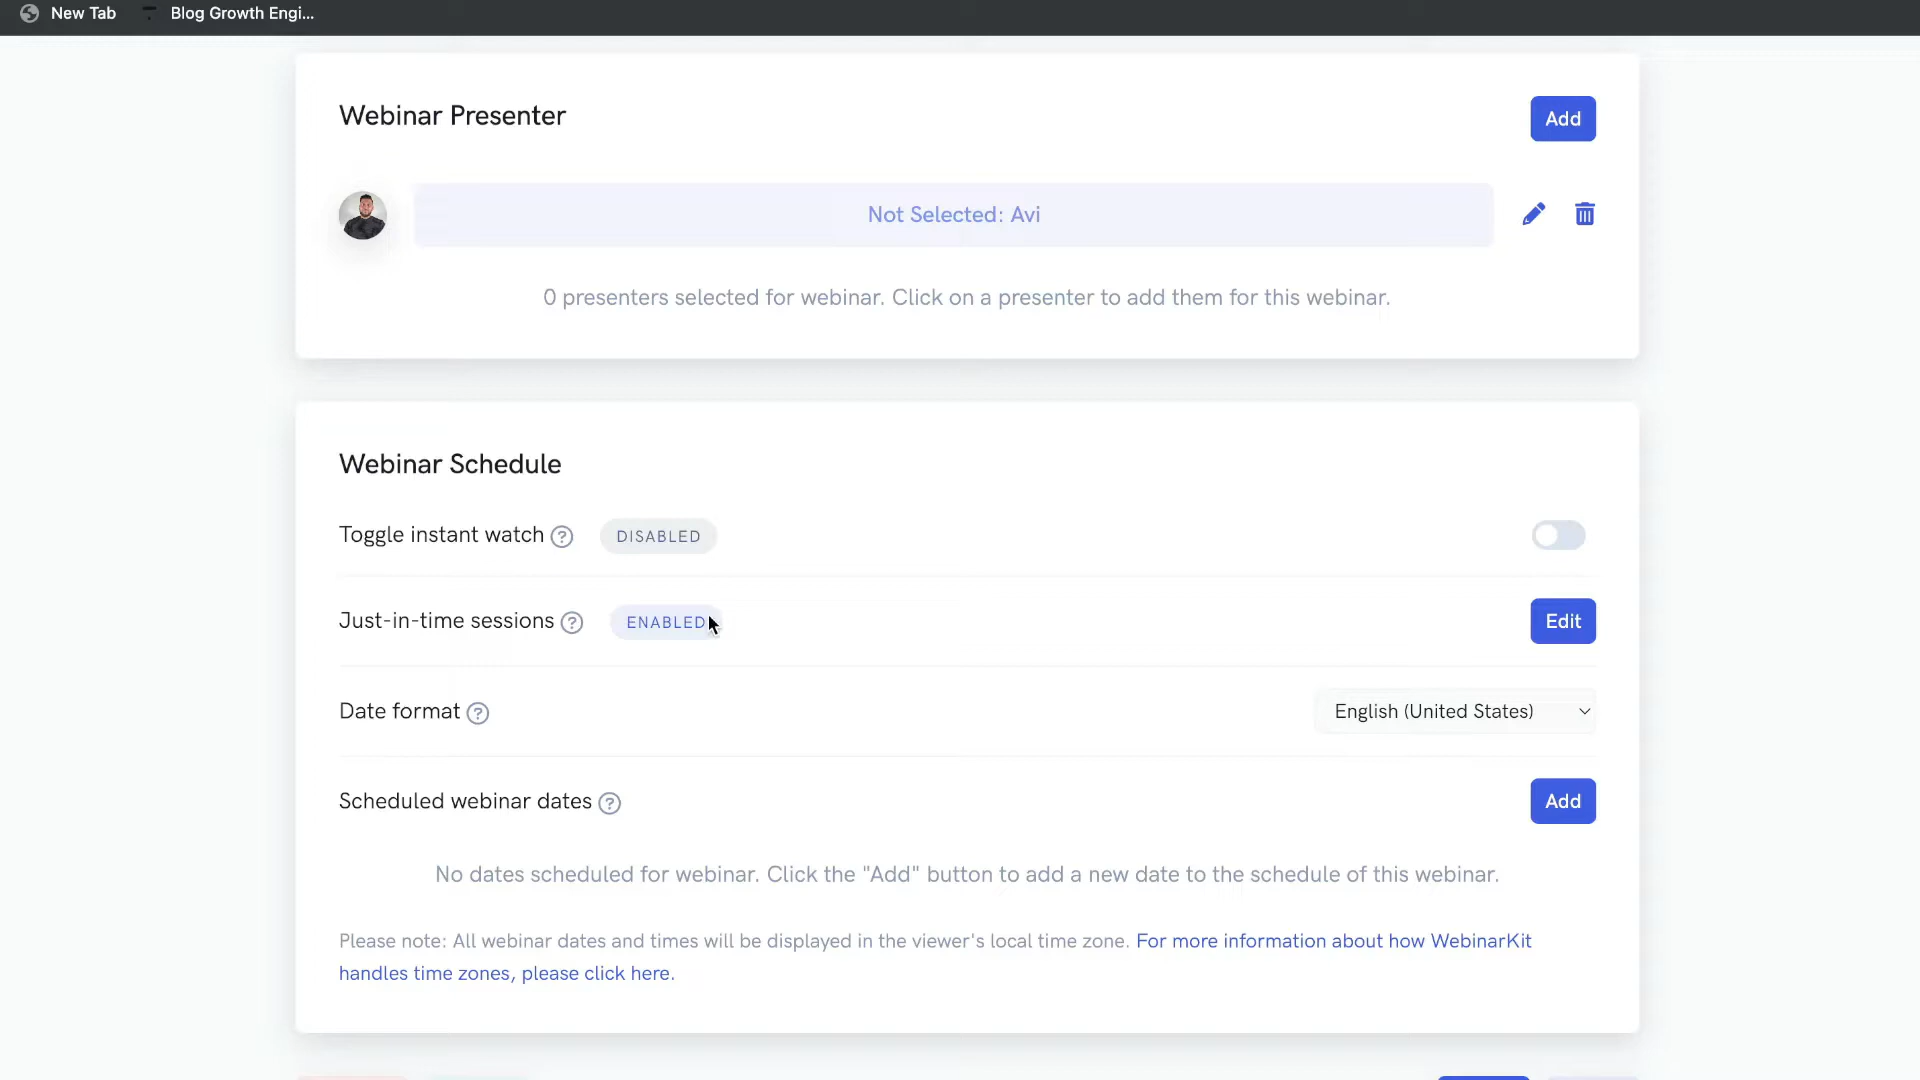 New Tab
Blog Growth Engi...
Webinar Presenter
Add
Not Selected: Avi
0 presenters selected for webinar. Click on a presenter to add them for this webinar.
Webinar Schedule
Toggle instant watch ?
DISABLED
Just-in-time sessions ?
ENABLED
Edit
Date format ?
English (United States)
Scheduled webinar dates ?
Add
No dates scheduled for webinar. Click the "Add" button to add a new date to the schedule of this webinar.
Please note: All webinar dates and times will be displayed in the viewer's local time zone. For more information about how WebinarKit
handles time zones, please click here.